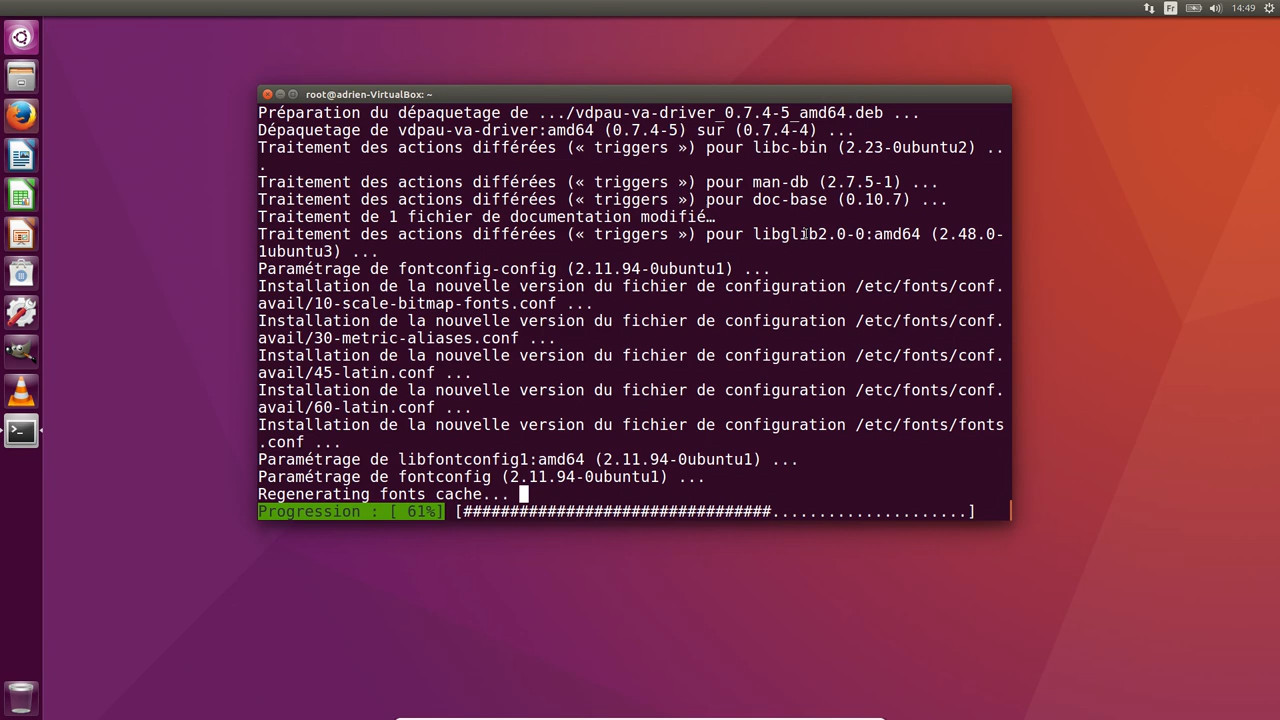 Fr
14:49
root@adrien-VirtualBox: ~
Préparation du dépaquetage de .../vdpau-va-driver_0.7.4-5_amd64.deb ...
Dépaquetage de vdpau-va-driver:amd64 (0.7.4-5) sur (0.7.4-4) ...
Traitement des actions différées (« triggers ») pour libc-bin (2.23-0ubuntu2) ..
.
Traitement des actions différées (« triggers ») pour man-db (2.7.5-1) ...
Traitement des actions différées (« triggers ») pour doc-base (0.10.7) ...
Traitement de 1 fichier de documentation modifié…
Traitement des actions différées (« triggers ») pour libglib2.0-0:amd64 (2.48.0-
1ubuntu3) ...
Paramétrage de fontconfig-config (2.11.94-0ubuntu1) ...
Installation de la nouvelle version du fichier de configuration /etc/fonts/conf.
avail/10-scale-bitmap-fonts.conf ...
Installation de la nouvelle version du fichier de configuration /etc/fonts/conf.
avail/30-metric-aliases.conf ...
Installation de la nouvelle version du fichier de configuration /etc/fonts/conf.
avail/45-latin.conf ...
Installation de la nouvelle version du fichier de configuration /etc/fonts/conf.
avail/60-latin.conf ...
Installation de la nouvelle version du fichier de configuration /etc/fonts/fonts
.conf ...
Paramétrage de libfontconfig1:amd64 (2.11.94-0ubuntu1) ...
Paramétrage de fontconfig (2.11.94-0ubuntu1) ...
Regenerating fonts cache...
Progression : [ 61%] [#################################.....................]